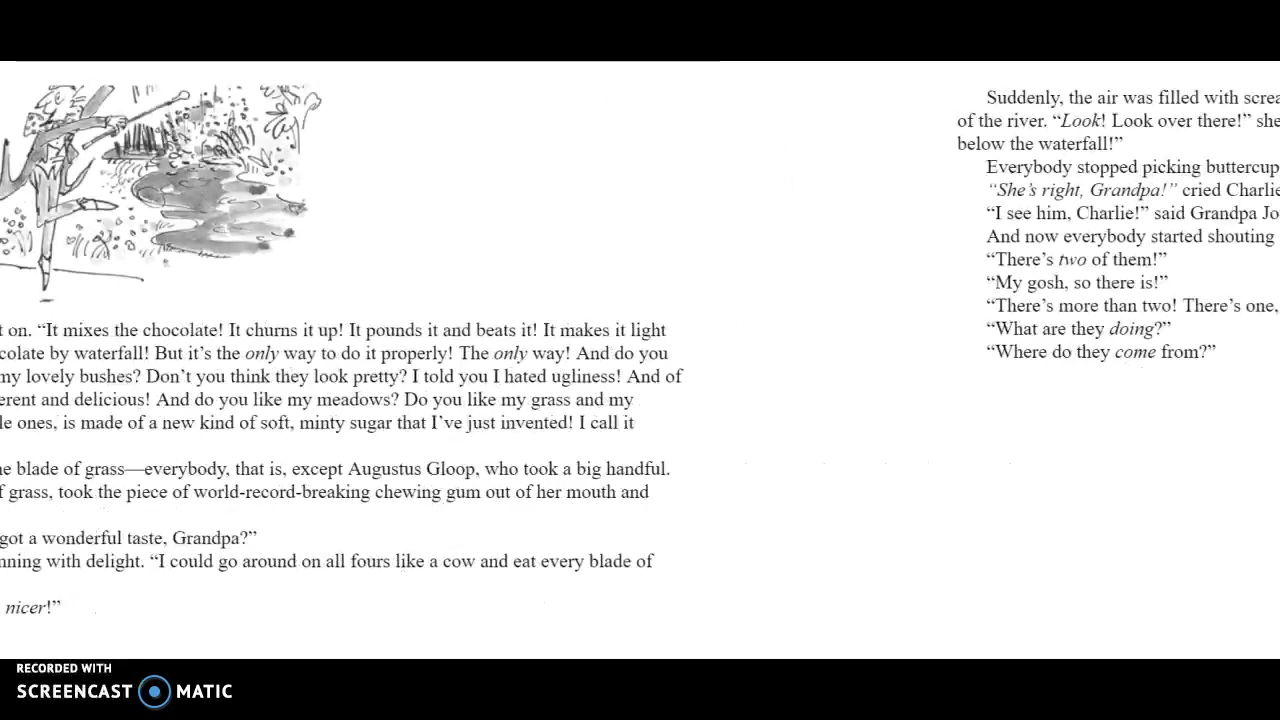 t on. “It mixes the chocolate! It churns it up! It pounds it and beats it! It makes it light
colate by waterfall! But it’s the only way to do it properly! The only way! And do you
my lovely bushes? Don’t you think they look pretty? I told you I hated ugliness! And of
erent and delicious! And do you like my meadows? Do you like my grass and my
le ones, is made of a new kind of soft, minty sugar that I’ve just invented! I call it
ne blade of grass—everybody, that is, except Augustus Gloop, who took a big handful.
f grass, took the piece of world-record-breaking chewing gum out of her mouth and
got a wonderful taste, Grandpa?”
nning with delight. “I could go around on all fours like a cow and eat every blade of
nicer!”
Suddenly, the air was filled with screa
of the river. “Look! Look over there!” she
below the waterfall!”
Everybody stopped picking buttercup
“She’s right, Grandpa!” cried Charlie
“I see him, Charlie!” said Grandpa Jo
And now everybody started shouting
“There’s two of them!”
“My gosh, so there is!”
“There’s more than two! There’s one,
“What are they doing?”
“Where do they come from?”
RECORDED WITH
SCREENCAST MATIC